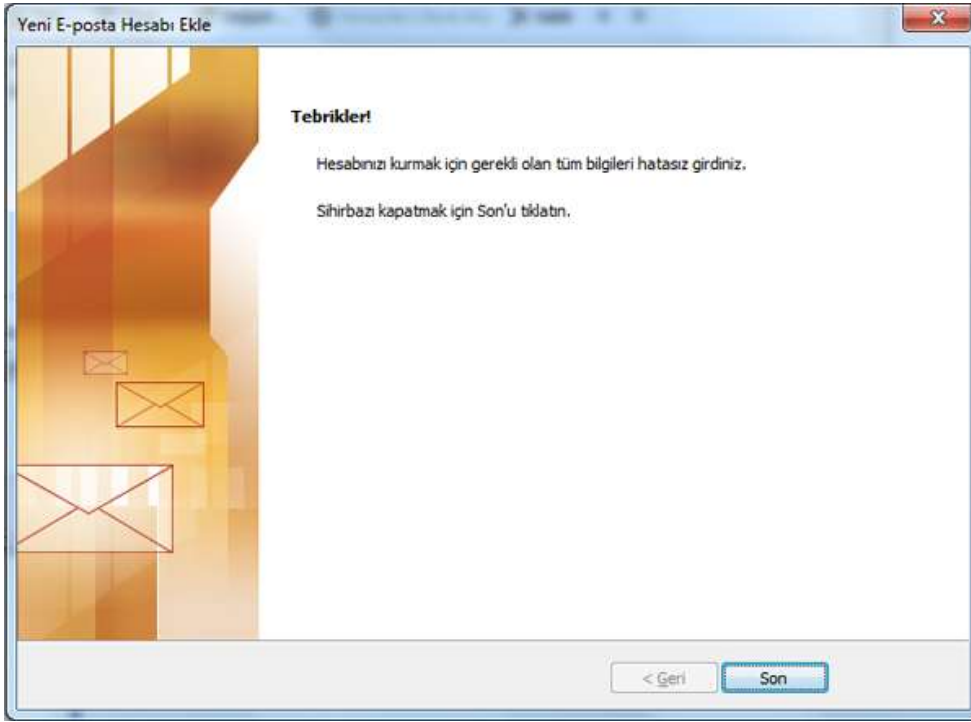 Yeni E-posta Hesabı Ekle
Tebrikler!
Hesabınızı kurmak için gerekli olan tüm bilgileri hatasız girdiniz.
Sihirbazı kapatmak için Son'u tıklatın.
< Geri
Son